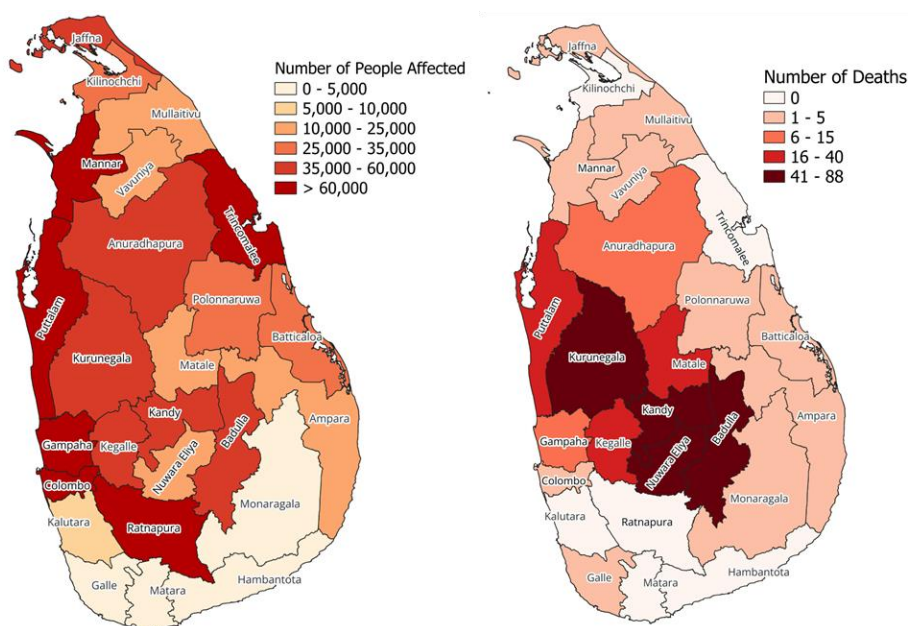 Number of People Affected
0 - 5,000
5,000 - 10,000
10,000 - 25,000
25,000 - 35,000
35,000 - 60,000
> 60,000
Jaffna
Kilinochchi
Mullaitivu
Mannar
Vavuniya
Trincomalee
Anuradhapura
Polonnaruwa
Puttalam
Batticaloa
Kurunegala
Matale
Kandy
Ampara
Badulla
Gampaha
Kegalle
Nuwara Eliya
Colombo
Monaragala
Kalutara
Ratnapura
Hambantota
Galle
Matara
Number of Deaths
0
1 - 5
6 - 15
16 - 40
41 - 88
Jaffna
Kilinochchi
Mullaitivu
Mannar
Vavuniya
Trincomalee
Anuradhapura
Polonnaruwa
Puttalam
Batticaloa
Kurunegala
Matale
Kandy
Ampara
Badulla
Gampaha
Kegalle
Nuwara Eliya
Colombo
Monaragala
Kalutara
Ratnapura
Hambantota
Galle
Matara